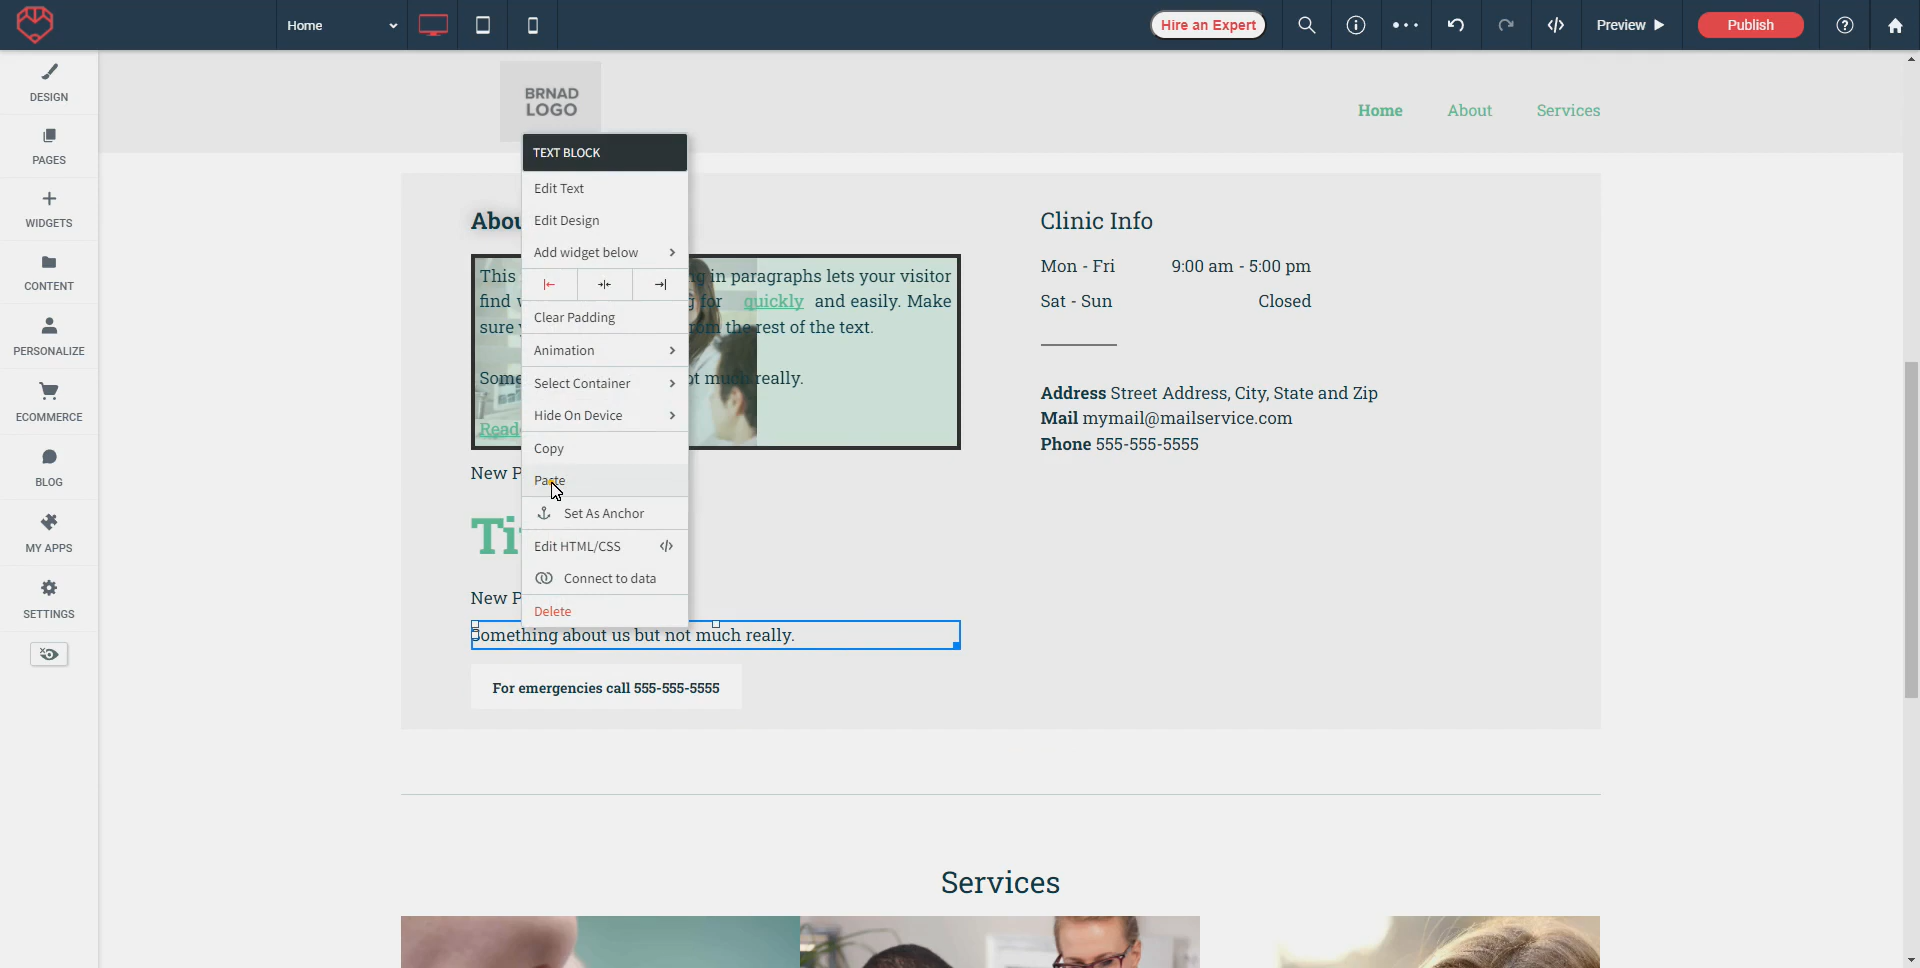 Home
Hire an Expert
Preview
Publish
DESIGN
PAGES
WIDGETS
CONTENT
PERSONALIZE
ECOMMERCE
BLOG
MY APPS
SETTINGS
BRNAD
LOGO
Home About Services
TEXT BLOCK
Edit Text
Edit Design
Add widget below
Clear Padding
Animation
Select Container
Hide On Device
Copy
Paste
Set As Anchor
Edit HTML/CSS
Connect to data
Delete
This in paragraphs lets your visitor
find for quickly and easily. Make
sure the rest of the text.
much really.
New
Something about us but not much really.
For emergencies call 555-555-5555
Clinic Info
Mon - Fri 9:00 am - 5:00 pm
Sat - Sun Closed
Address Street Address, City, State and Zip
Mail mymail@mailservice.com
Phone 555-555-5555
Services